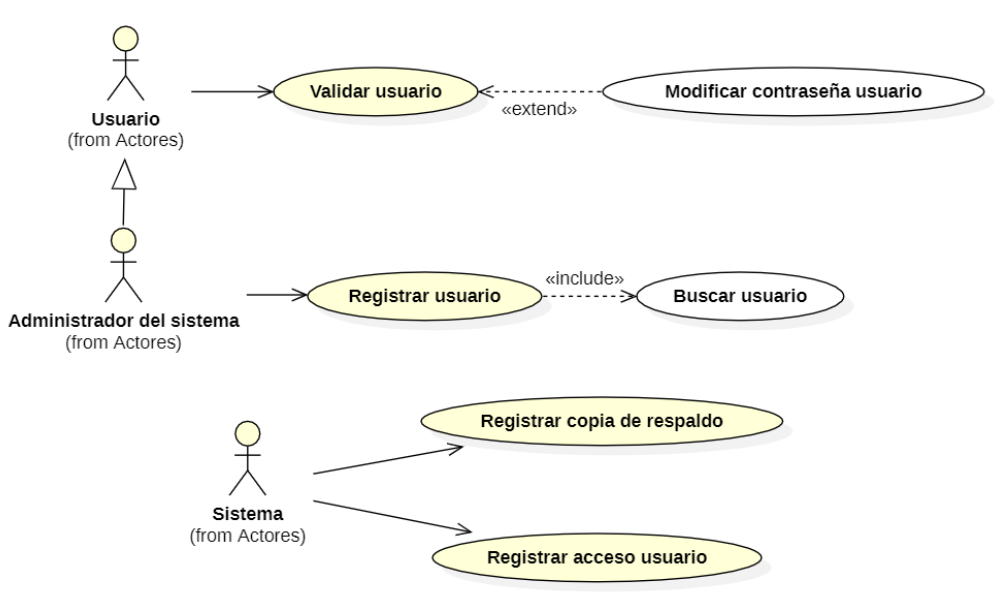 Validar usuario
Modificar contraseña usuario
«extend»
Usuario
(from Actores)
«include»
Registrar usuario
Buscar usuario
Administrador del sistema
(from Actores)
Registrar copia de respaldo
Sistema
(from Actores)
Registrar acceso usuario